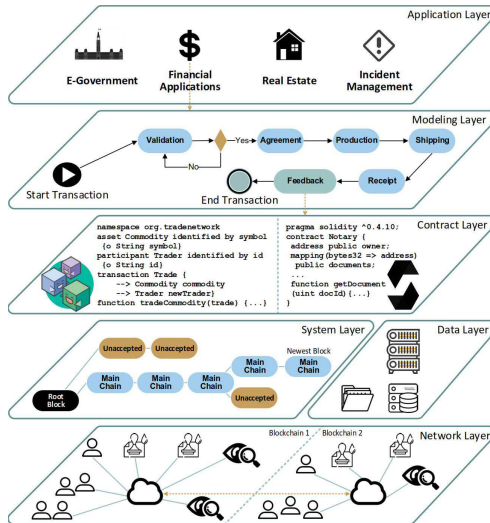 Application Layer
E-Government
Financial
Applications
Real Estate
Incident
Management
Modeling Layer
Validation
Yes
Agreement
Production
Shipping
No
Start Transaction
End Transaction
Feedback
Receipt
Contract Layer
namespace org.tradenetwork
asset Commodity identified by symbol
{o String symbol}
participant Trader identified by id
{o String id}
transaction Trade {
--> Commodity commodity
--> Trader newTrader}
function tradeCommodity(trade) {...}
pragma solidity ^0.4.10;
contract Notary {
address public owner;
mapping(bytes32 => address)
public documents;
...
function getDocument
(uint docId){...}
}
System Layer
Unaccepted
Unaccepted
Newest Block
Main
Chain
Main
Chain
Root
Block
Main
Chain
Main
Chain
Main
Chain
Unaccepted
Data Layer
Blockchain 1
Blockchain 2
Network Layer